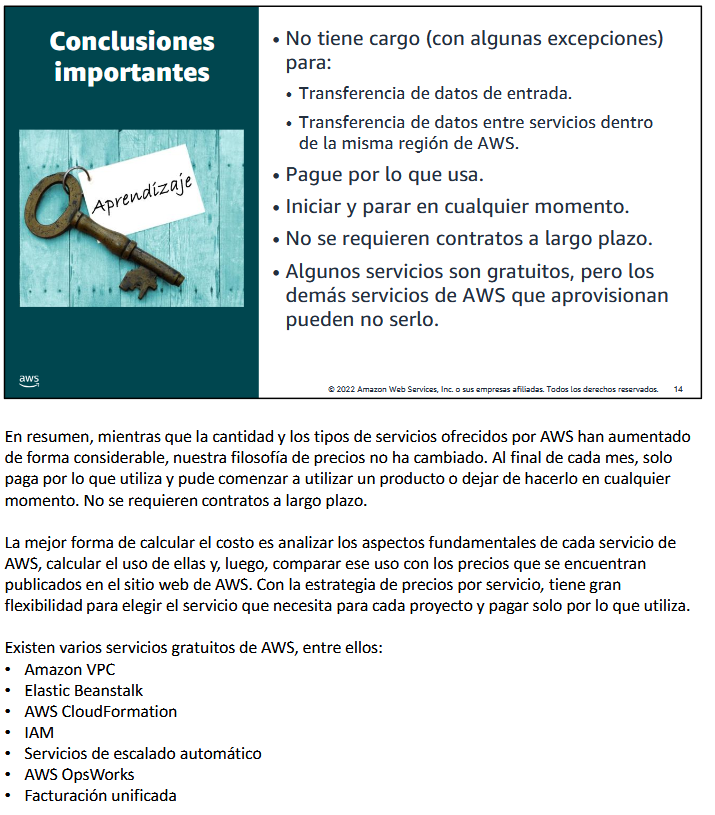 Conclusiones
importantes
Aprendizaje
aws
• No tiene cargo (con algunas excepciones)
para:
• Transferencia de datos de entrada.
• Transferencia de datos entre servicios dentro
de la misma región de AWS.
• Pague por lo que usa.
• Iniciar y parar en cualquier momento.
• No se requieren contratos a largo plazo.
• Algunos servicios son gratuitos, pero los
demás servicios de AWS que aprovisionan
pueden no serlo.
© 2022 Amazon Web Services, Inc. o sus empresas afiliadas. Todos los derechos reservados. 14
En resumen, mientras que la cantidad y los tipos de servicios ofrecidos por AWS han aumentado
de forma considerable, nuestra filosofía de precios no ha cambiado. Al final de cada mes, solo
paga por lo que utiliza y pude comenzar a utilizar un producto o dejar de hacerlo en cualquier
momento. No se requieren contratos a largo plazo.
La mejor forma de calcular el costo es analizar los aspectos fundamentales de cada servicio de
AWS, calcular el uso de ellas y, luego, comparar ese uso con los precios que se encuentran
publicados en el sitio web de AWS. Con la estrategia de precios por servicio, tiene gran
flexibilidad para elegir el servicio que necesita para cada proyecto y pagar solo por lo que utiliza.
Existen varios servicios gratuitos de AWS, entre ellos:
• Amazon VPC
• Elastic Beanstalk
• AWS CloudFormation
• IAM
• Servicios de escalado automático
• AWS OpsWorks
• Facturación unificada